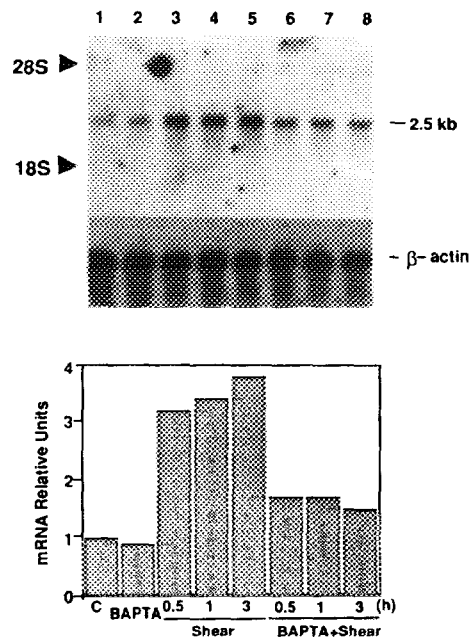 1 2 3 4 5 6 7 8
28S
2.5 kb
18S
β-actin
4
3
2
1
0
mRNA Relative Units
C BAPTA 0.5 1 3 0.5 1 3 (h)
Shear BAPTA+Shear